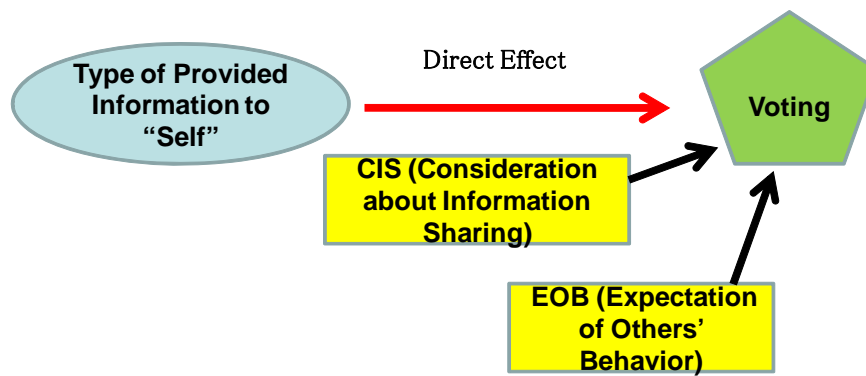 Type of Provided
Information to
“Self”
Direct Effect
Voting
CIS (Consideration
about Information
Sharing)
EOB (Expectation
of Others’
Behavior)